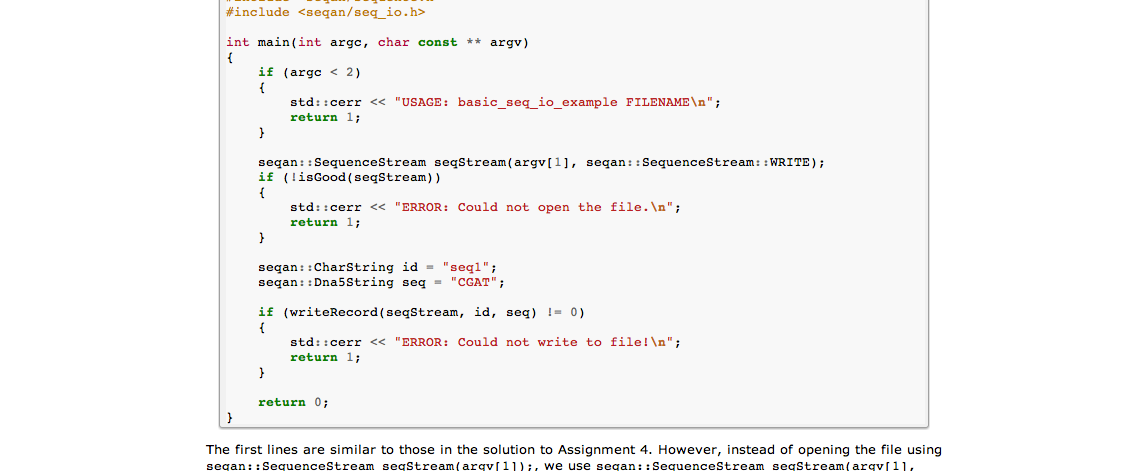 #include <seqan/sequence.h>
#include <seqan/seq_io.h>
int main(int argc, char const ** argv)
{
if (argc < 2)
{
std::cerr << "USAGE: basic_seq_io_example FILENAME\n";
return 1;
}
seqan::SequenceStream seqStream(argv[1], seqan::SequenceStream::WRITE);
if (!isGood(seqStream))
{
std::cerr << "ERROR: Could not open the file.\n";
return 1;
}
seqan::CharString id = "seq1";
seqan::Dna5String seq = "CGAT";
if (writeRecord(seqStream, id, seq) != 0)
{
std::cerr << "ERROR: Could not write to file!\n";
return 1;
}
return 0;
}
The first lines are similar to those in the solution to Assignment 4. However, instead of opening the file using
seqan::SequenceStream seqStream(argv[1]);, we use seqan::SequenceStream seqStream(argv[1],